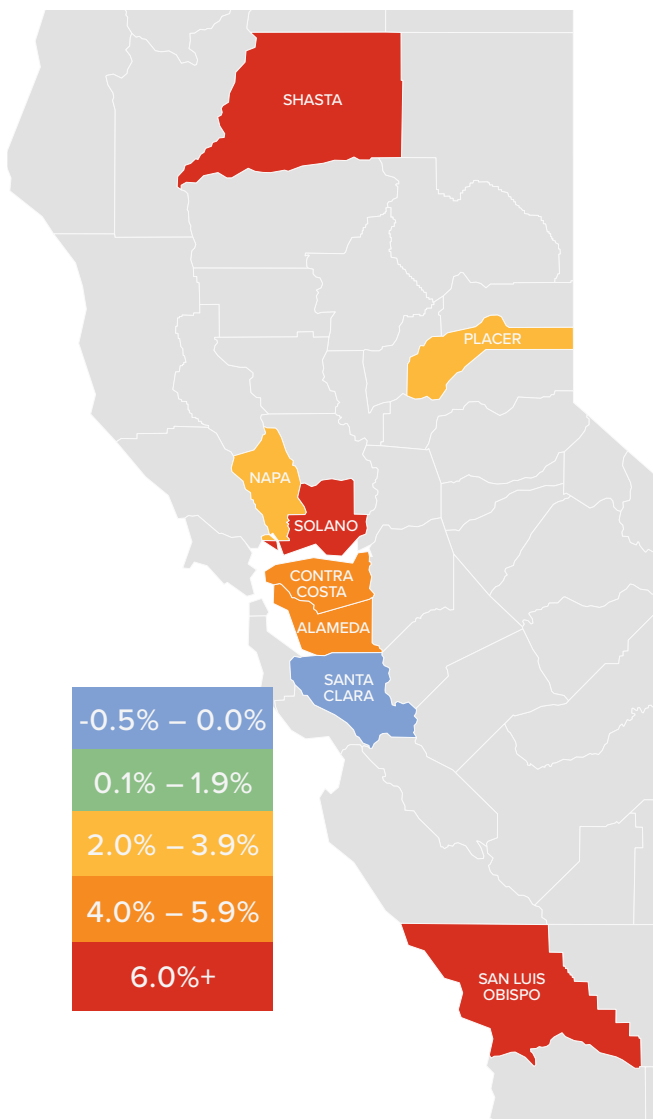 SHASTA
PLACER
NAPA
SOLANO
CONTRA
COSTA
ALAMEDA
SANTA
CLARA
-0.5% – 0.0%
0.1% – 1.9%
2.0% – 3.9%
4.0% – 5.9%
6.0%+
SAN LUIS
OBISPO